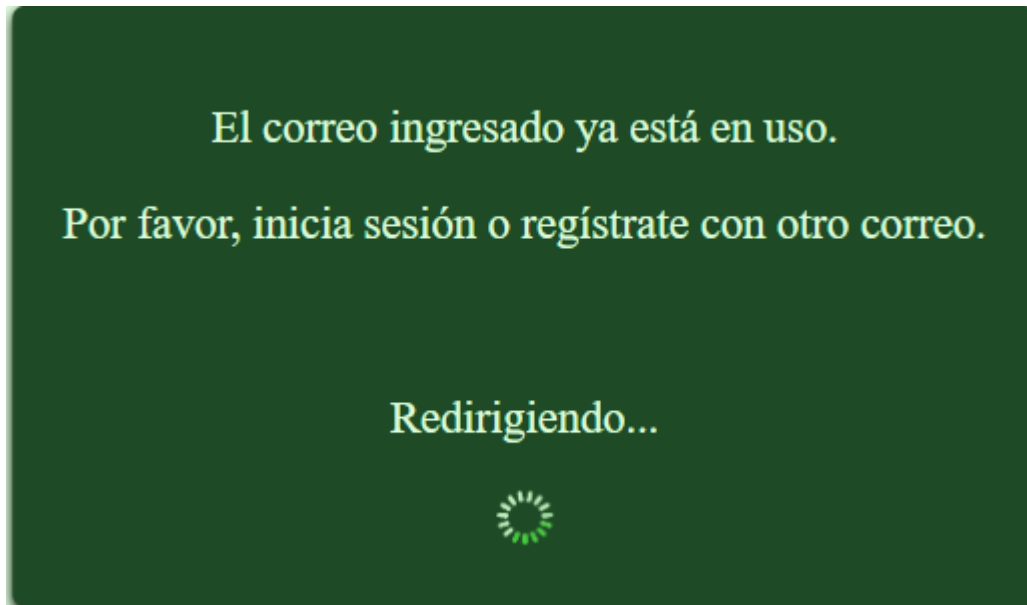 El correo ingresado ya está en uso.
Por favor, inicia sesión o regístrate con otro correo.
Redirigiendo...